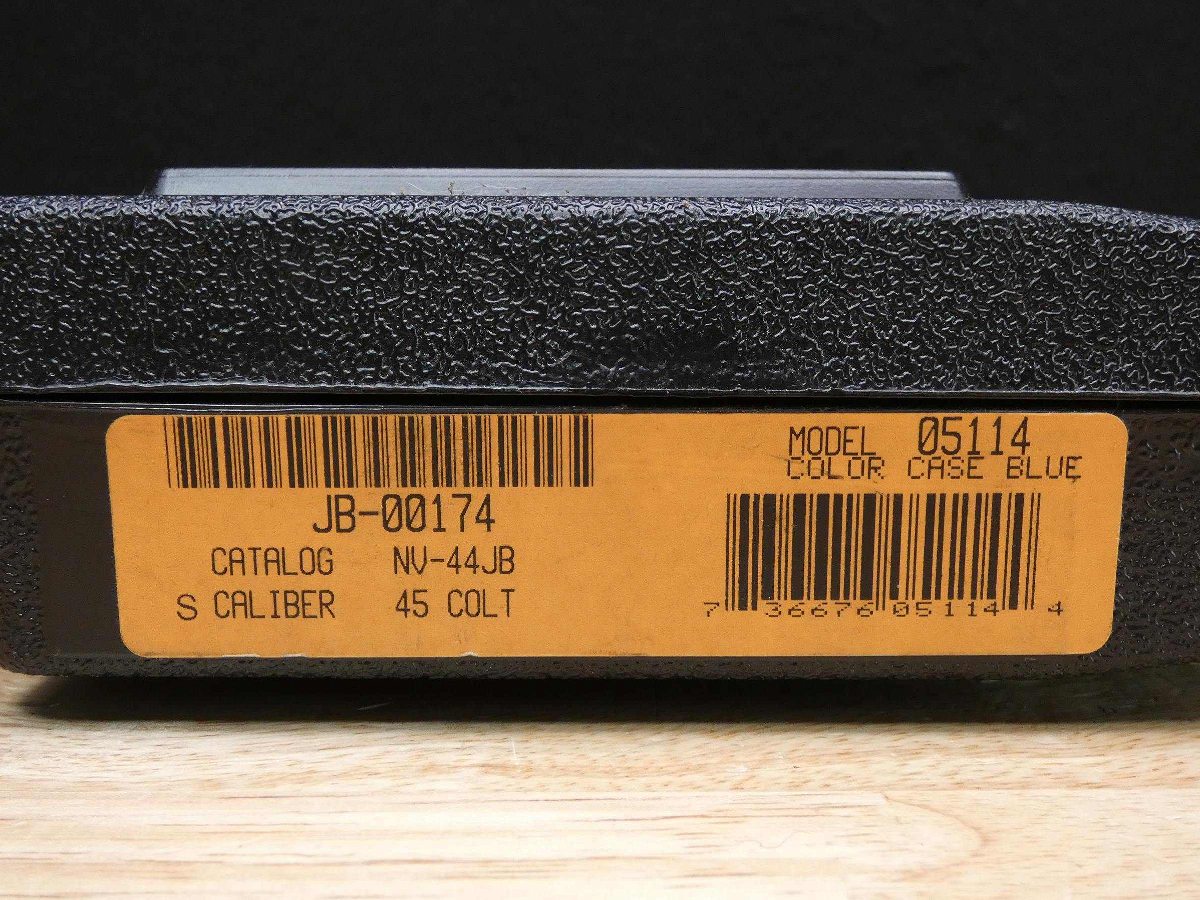 JB-00174
CATALOG NV-44JB
S CALIBER 45 COLT
MODEL 05114
COLOR CASE BLUE
7 36676 05114 4